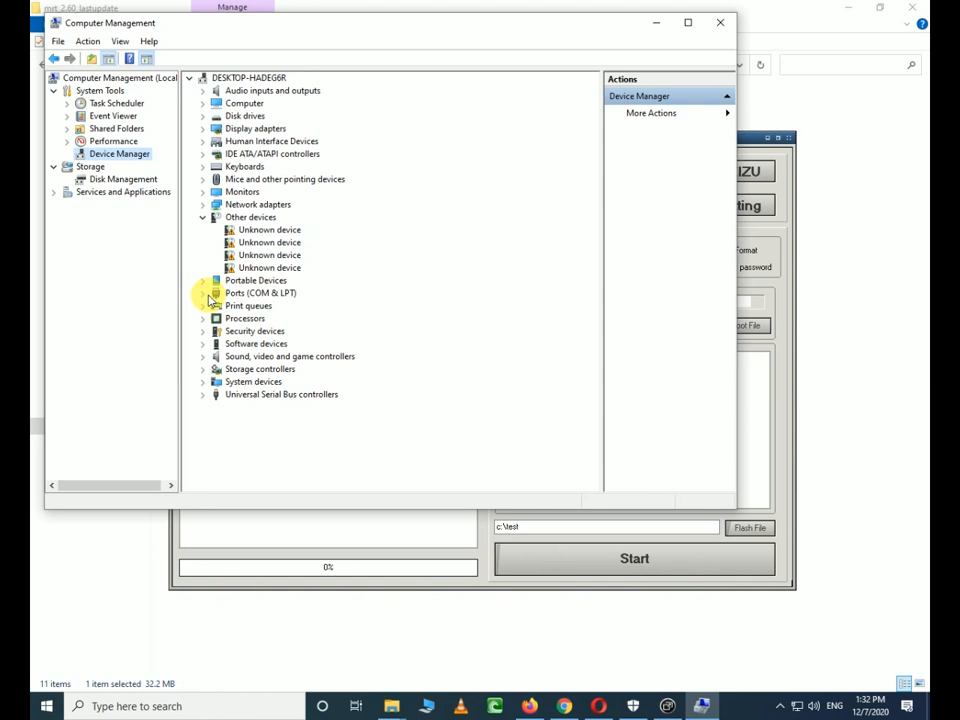 mrt_2.60_lastupdate
Manage
Computer Management
File Action View Help
Computer Management (Local
System Tools
Task Scheduler
Event Viewer
Shared Folders
Performance
Device Manager
Storage
Disk Management
Services and Applications
DESKTOP-HADEG6R
Audio inputs and outputs
Computer
Disk drives
Display adapters
Human Interface Devices
IDE ATA/ATAPI controllers
Keyboards
Mice and other pointing devices
Monitors
Network adapters
Other devices
Unknown device
Unknown device
Unknown device
Unknown device
Portable Devices
Ports (COM & LPT)
Print queues
Processors
Security devices
Software devices
Sound, video and game controllers
Storage controllers
System devices
Universal Serial Bus controllers
Actions
Device Manager
More Actions
IZU
ting
Format
password
oot File
c:\test
Flash File
0%
Start
11 items 1 item selected 32.2 MB
Type here to search
ENG
1:32 PM
12/7/2020